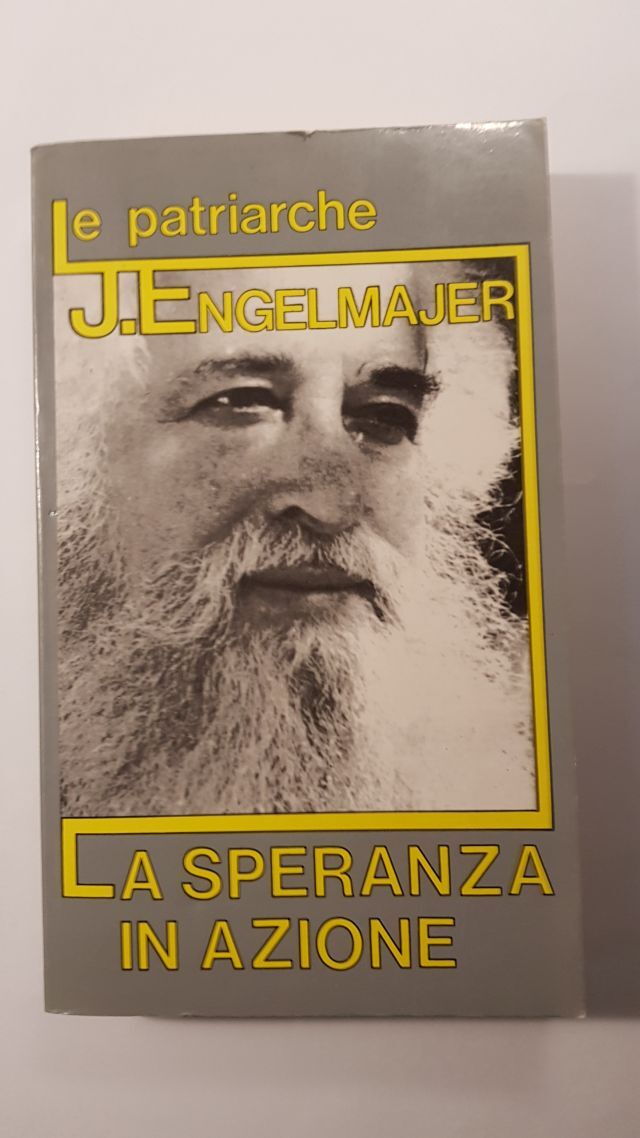 Le patriarche
J. ENGELMAJER
LA SPERANZA
IN AZIONE